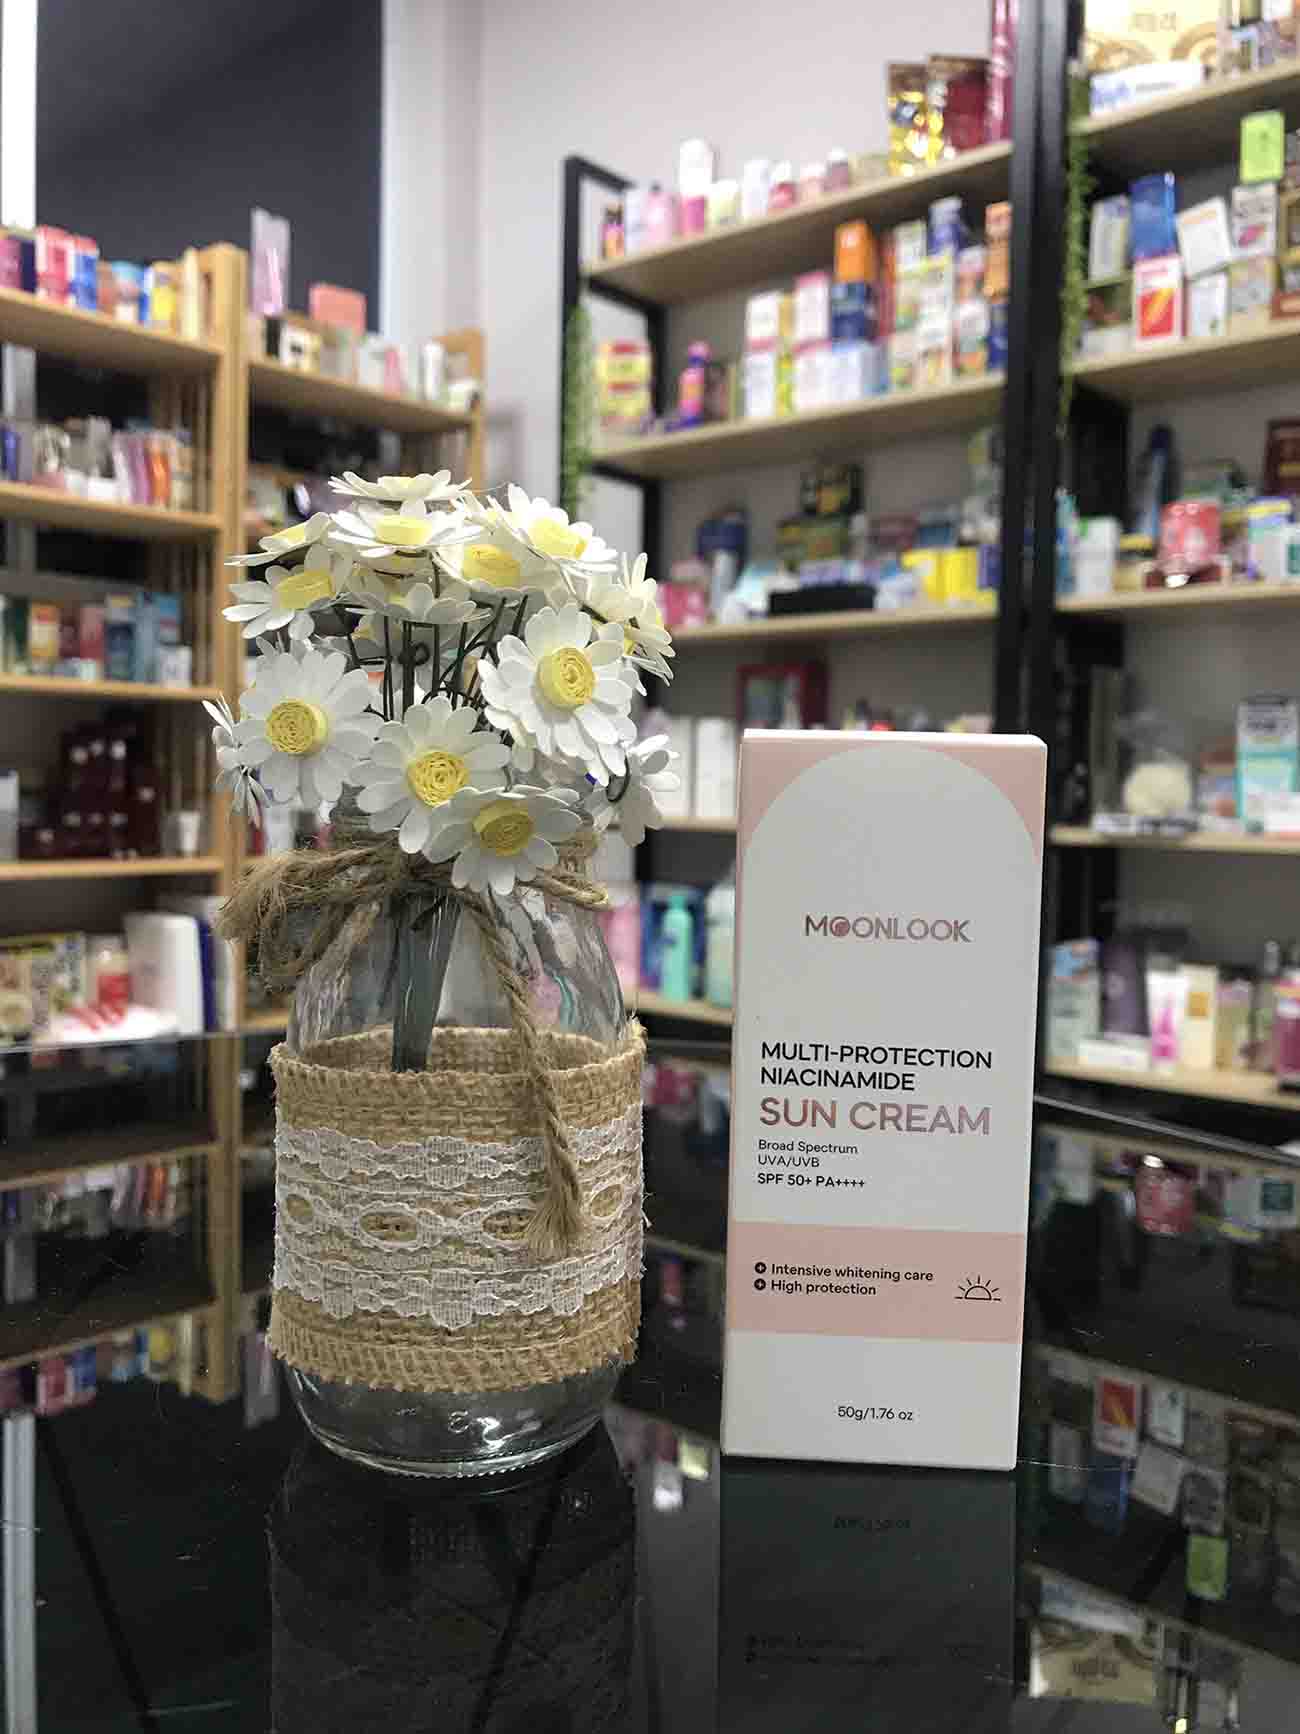 MOONLOOK
MULTI-PROTECTION
NIACINAMIDE
SUN CREAM
Broad Spectrum
UVA/UVB
SPF 50+ PA++++
Intensive whitening care
High protection
50g/1.76 oz